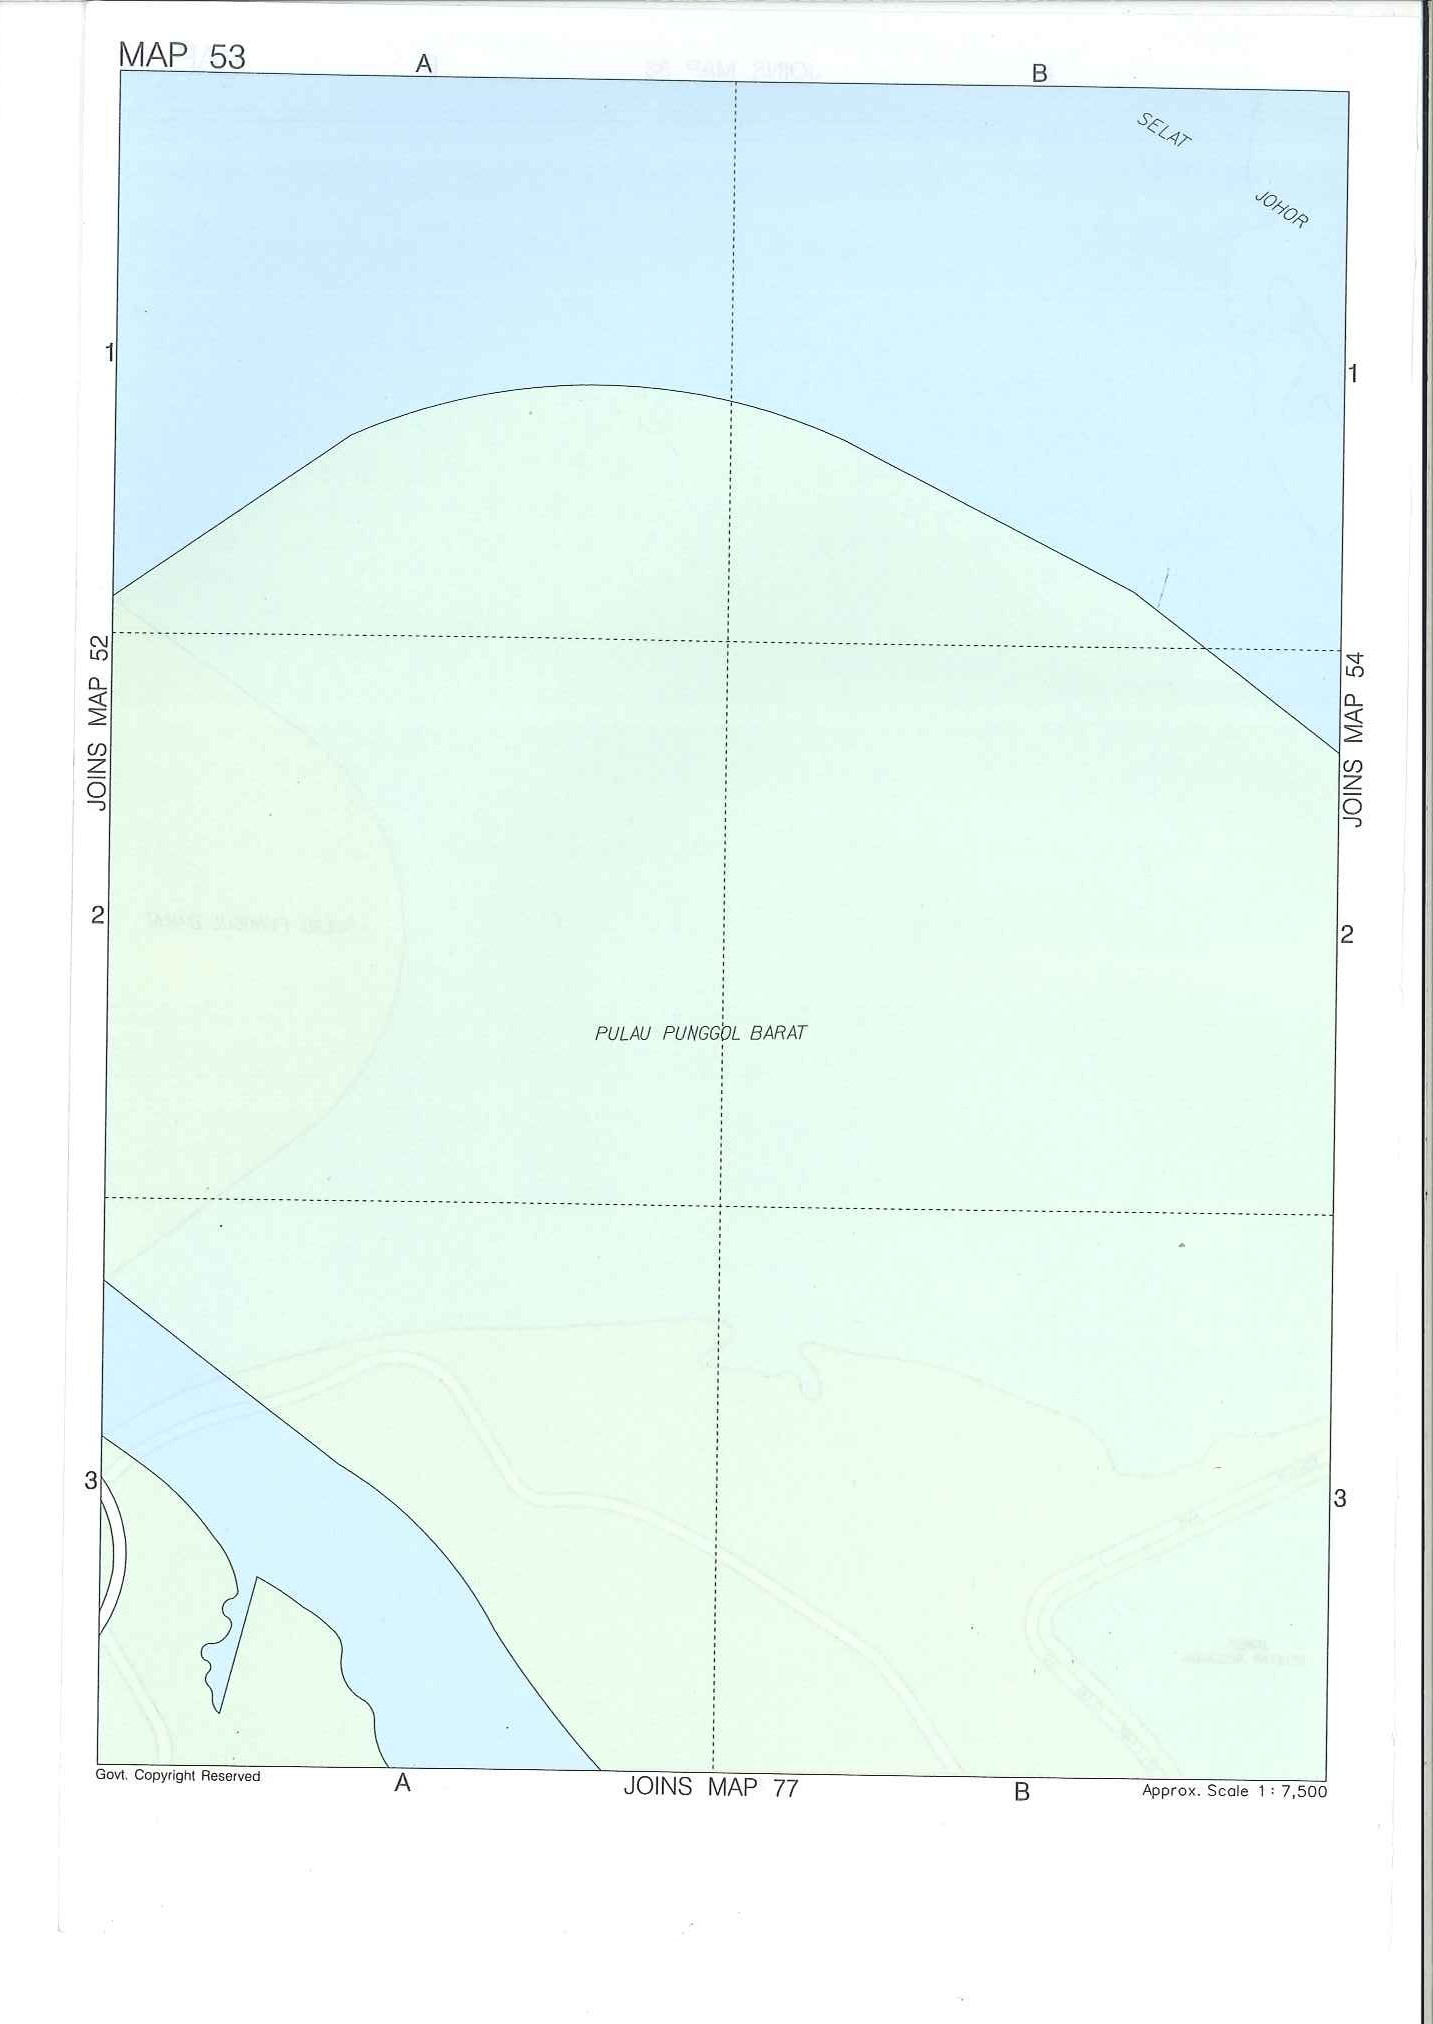 MAP 53
A
B
SELAT
JOHOR
1
1
JOINS MAP 52
JOINS MAP 54
2
2
PULAU PUNGGOL BARAT
3
3
Govt. Copyright Reserved
A
JOINS MAP 77
B
Approx. Scale 1 : 7,500